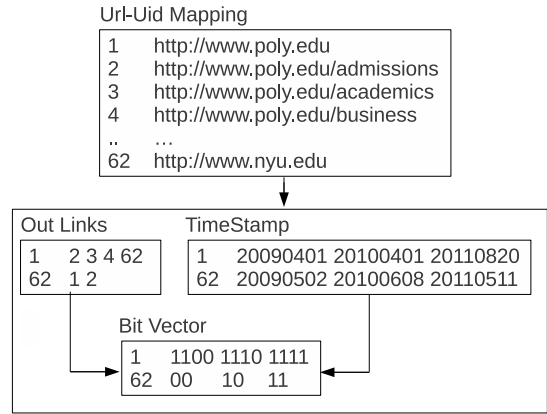 Url-Uid Mapping
1 http://www.poly.edu
2 http://www.poly.edu/admissions
3 http://www.poly.edu/academics
4 http://www.poly.edu/business
.. ...
62 http://www.nyu.edu
Out Links
1 2 3 4 62
62 1 2
TimeStamp
1 20090401 20100401 20110820
62 20090502 20100608 20110511
Bit Vector
1 1100 1110 1111
62 00 10 11